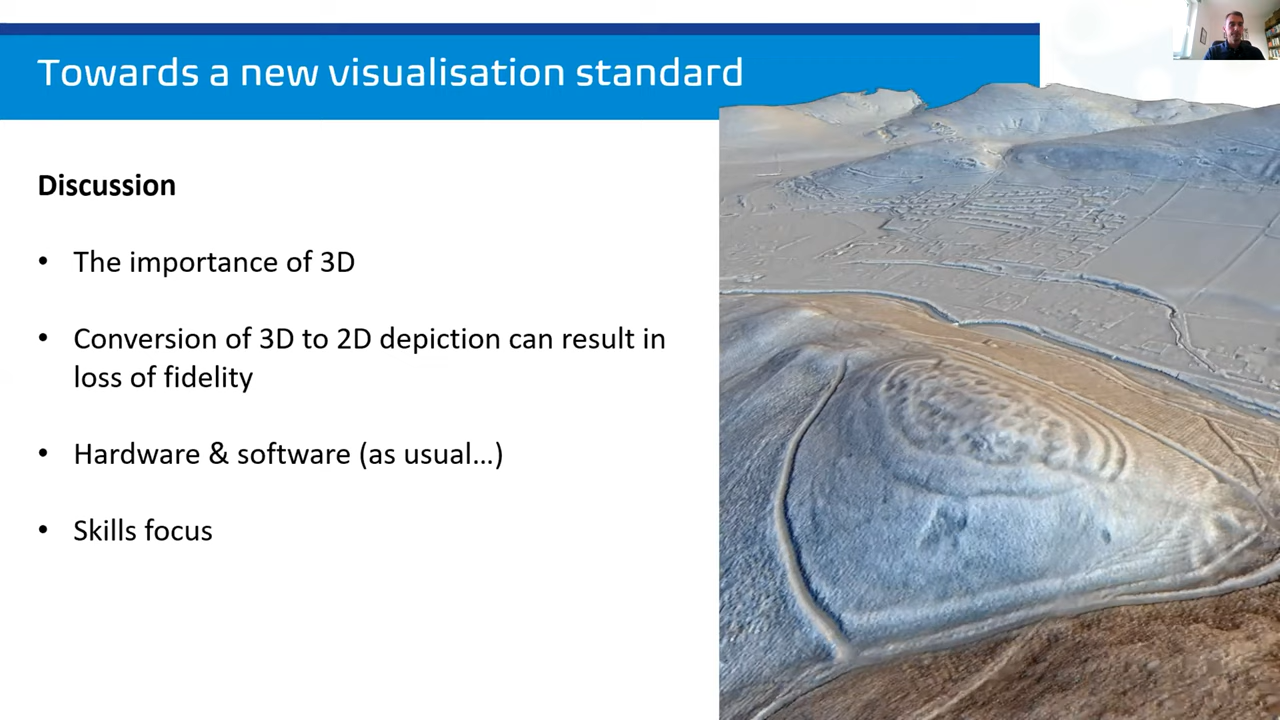 Towards a new visualisation standard
Discussion
• The importance of 3D
• Conversion of 3D to 2D depiction can result in
loss of fidelity
• Hardware & software (as usual...)
• Skills focus